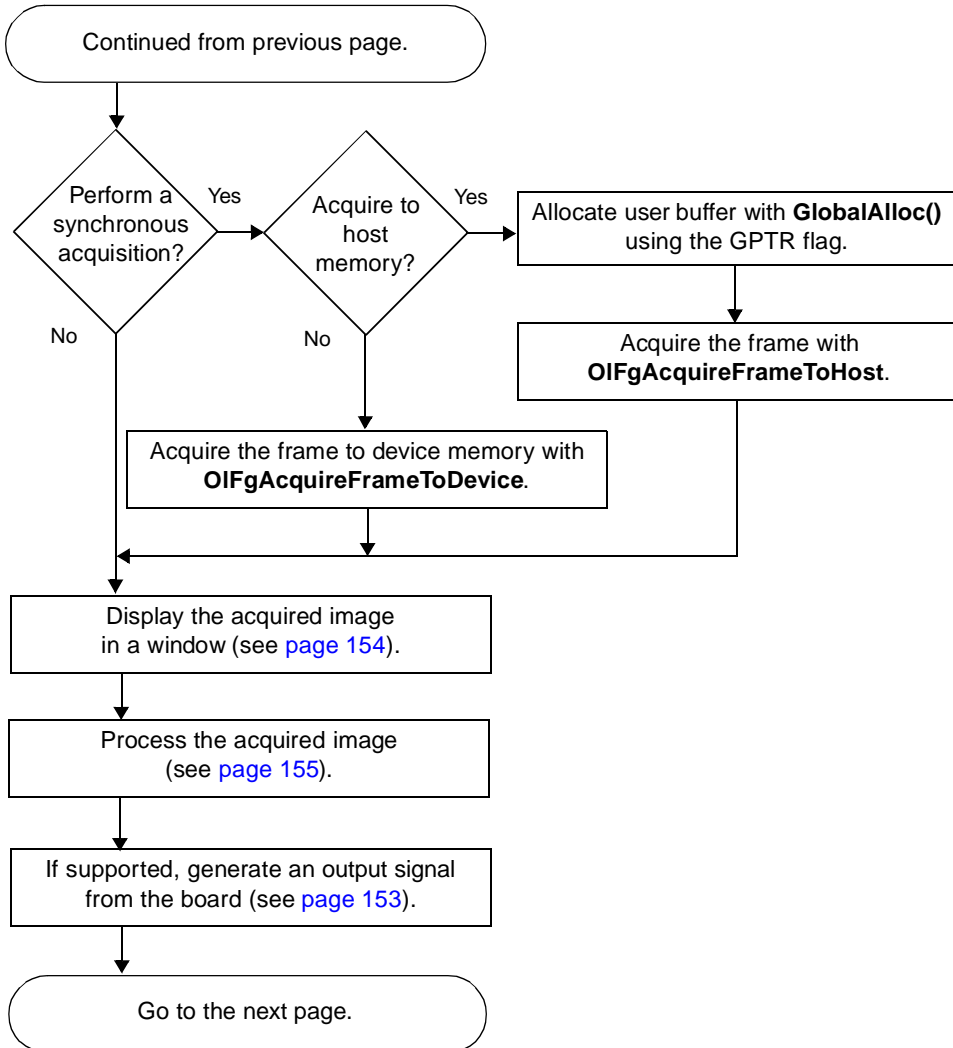 Continued from previous page.
Perform a
synchronous
acquisition?
Yes
No
Acquire to
host
memory?
Yes
No
Allocate user buffer with GlobalAlloc()
using the GPTR flag.
Acquire the frame with
OlFgAcquireFrameToHost.
Acquire the frame to device memory with
OlFgAcquireFrameToDevice.
Display the acquired image
in a window (see page 154).
Process the acquired image
(see page 155).
If supported, generate an output signal
from the board (see page 153).
Go to the next page.